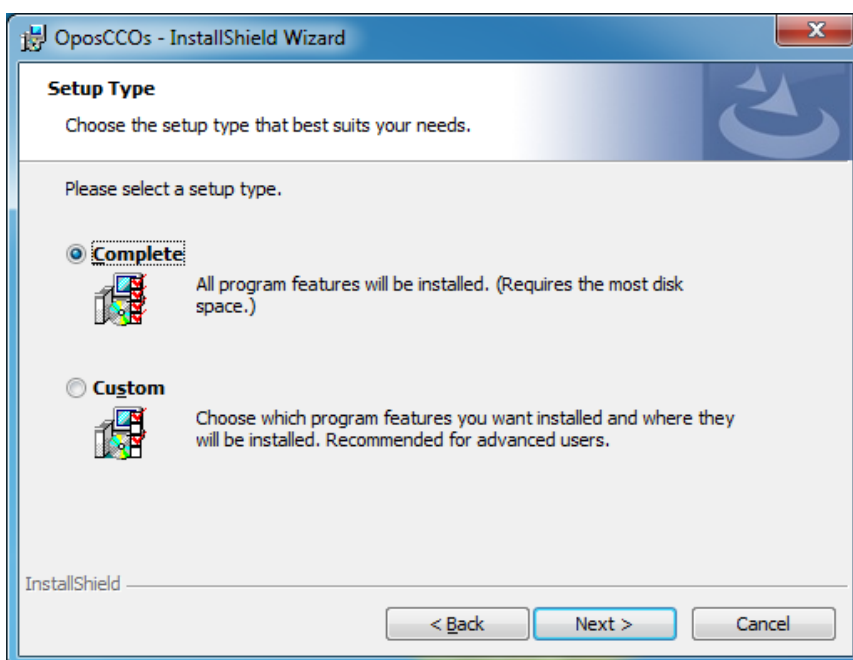 OposCCOs - InstallShield Wizard
Setup Type
Choose the setup type that best suits your needs.
Please select a setup type.
Complete
All program features will be installed. (Requires the most disk
space.)
Custom
Choose which program features you want installed and where they
will be installed. Recommended for advanced users.
InstallShield
< Back
Next >
Cancel